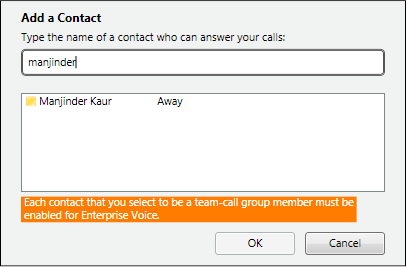 Add a Contact
Type the name of a contact who can answer your calls:
manjinder
Manjinder Kaur Away
Each contact that you select to be a team-call group member must be
enabled for Enterprise Voice.
OK Cancel